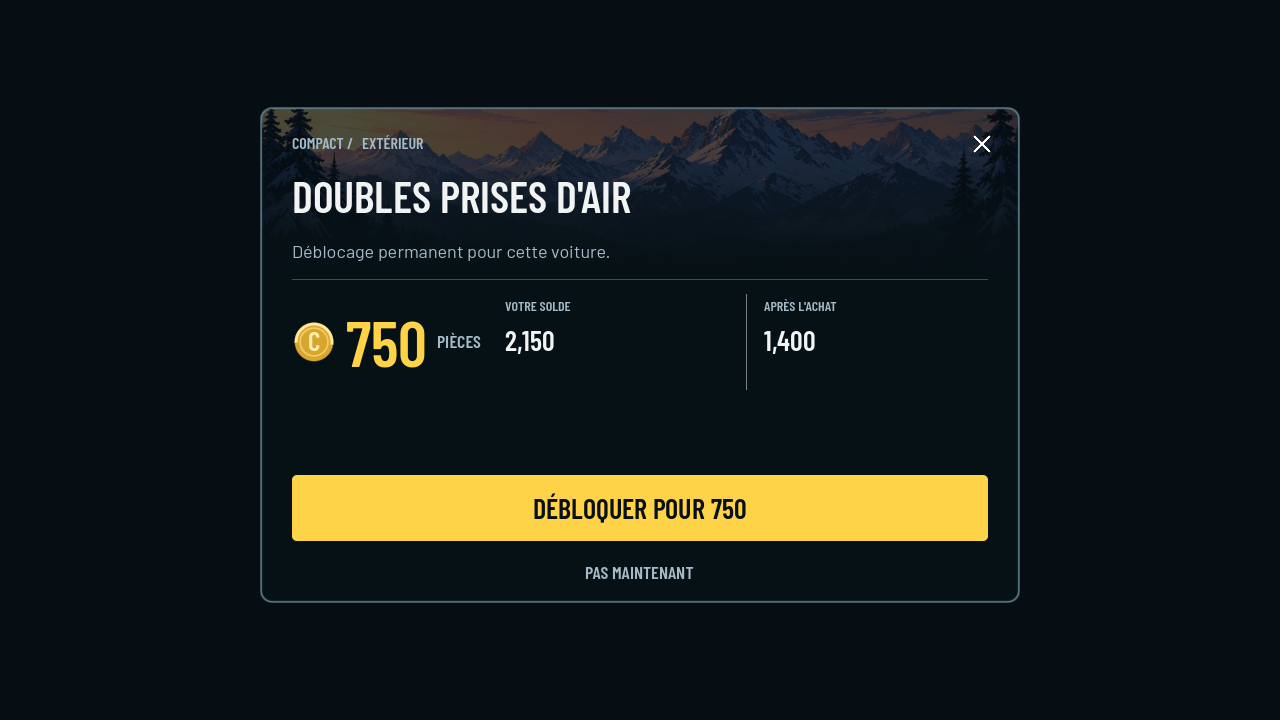 COMPACT / EXTÉRIEUR
DOUBLES PRISES D'AIR
Déblocage permanent pour cette voiture.
C 750 PIÈCES
VOTRE SOLDE
2,150
APRÈS L'ACHAT
1,400
DÉBLOQUER POUR 750
PAS MAINTENANT